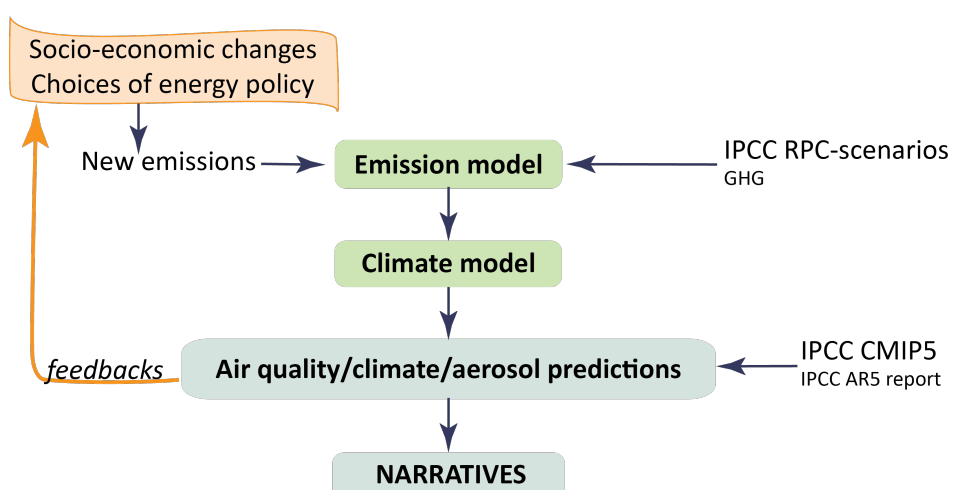 Socio-economic changes
Choices of energy policy
New emissions
Emission model
IPCC RPC-scenarios
GHG
Climate model
feedbacks
Air quality/climate/aerosol predictions
IPCC CMIP5
IPCC AR5 report
NARRATIVES